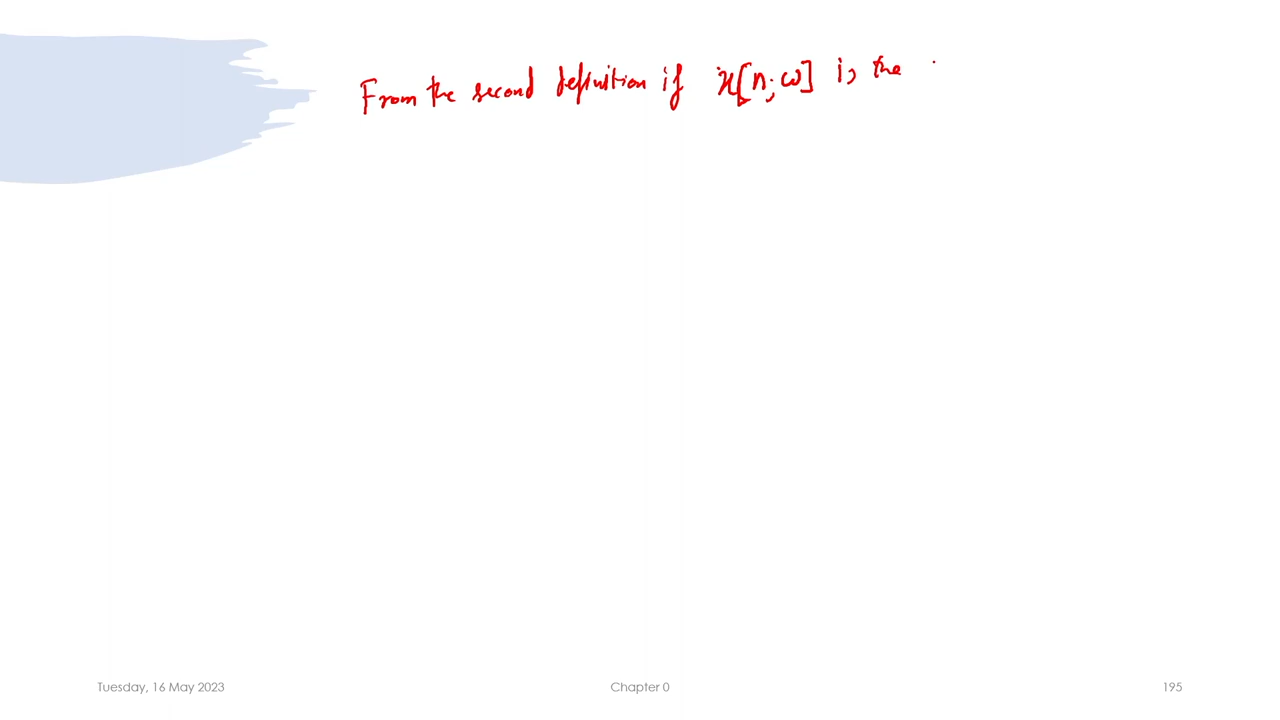 From the second definition if x[n;ω] is the
Tuesday, 16 May 2023
Chapter 0
195